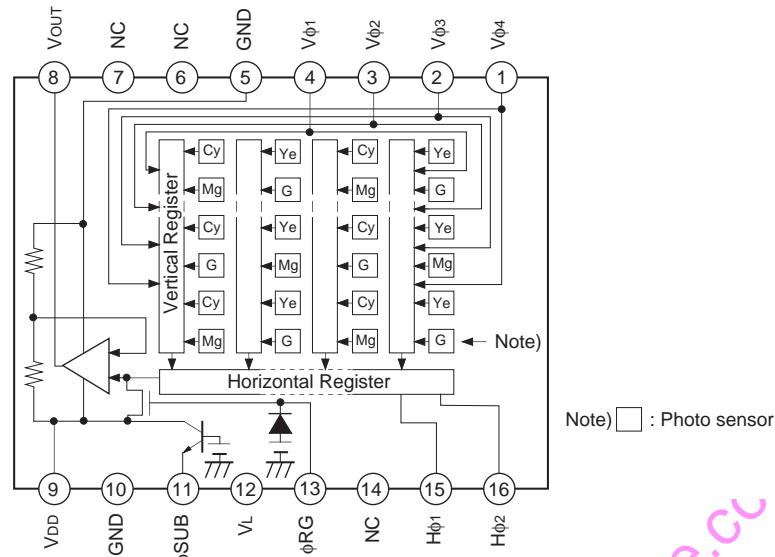 VOUT NC NC GND Vϕ1 Vϕ2 Vϕ3 Vϕ4
8 7 6 5 4 3 2 1
Cy Ye Cy Ye
Mg G Mg G
Cy Ye Cy Ye
G Mg G Mg
Cy Ye Cy Ye
Mg G Mg G
Vertical Register
Note)
Horizontal Register
Note) : Photo sensor
9 10 11 12 13 14 15 16
VDD GND ϕSUB VL ϕRG NC Hϕ1 Hϕ2